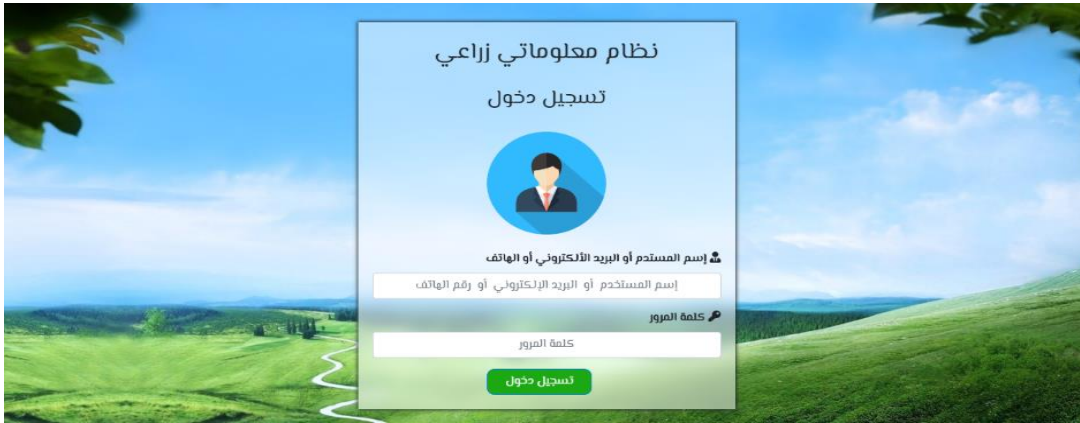 نظام معلوماتي زراعي
تسجيل دخول
إسم المستدم أو البريد الألكتروني أو الهاتف
إسم المستخدم أو البريد الإلكتروني أو رقم الهاتف
كلمة المرور
كلمة المرور
تسجيل دخول